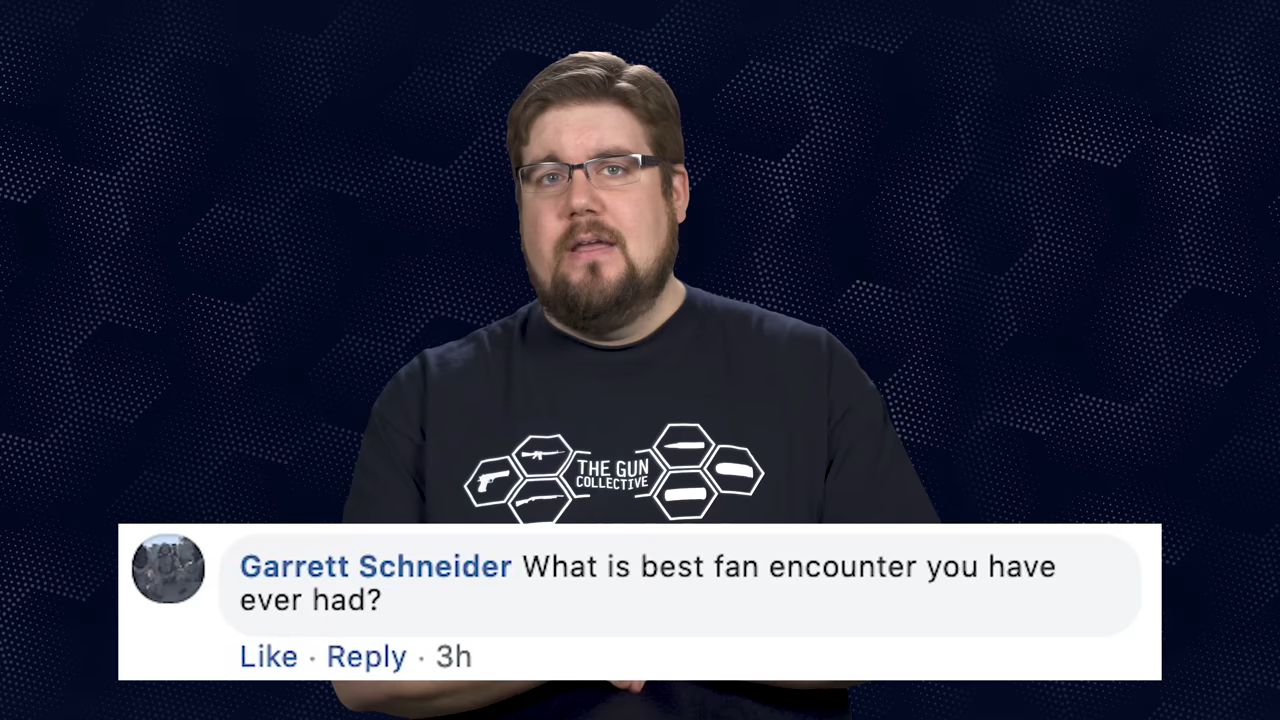 THE GUN
COLLECTIVE
Garrett Schneider What is best fan encounter you have
ever had?
Like · Reply · 3h